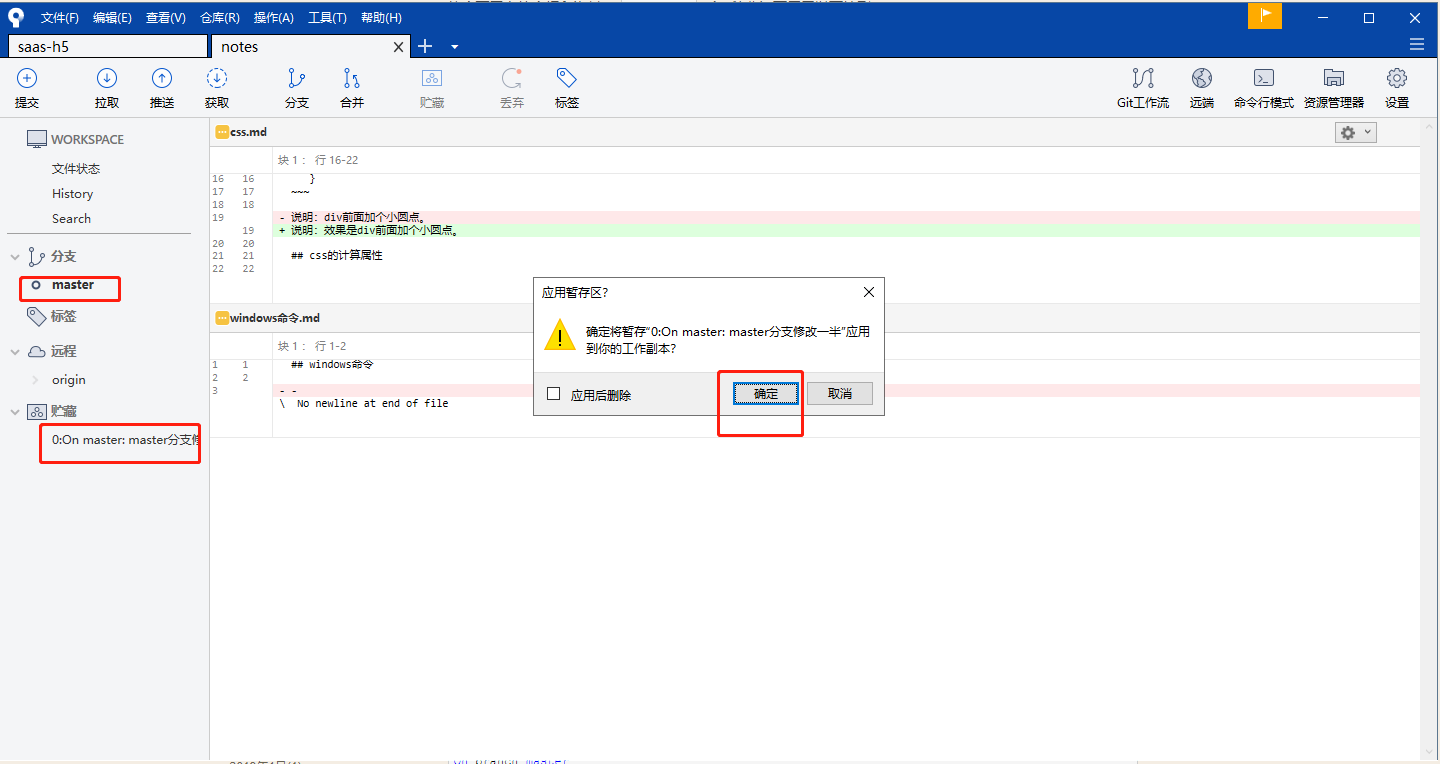 文件(F) 编辑(E) 查看(V) 仓库(R) 操作(A) 工具(T) 帮助(H)
saas-h5 notes
提交 拉取 推送 获取 分支 合并 贮藏 丢弃 标签 Git工作流 远端 命令行模式 资源管理器 设置
WORKSPACE
文件状态
History
Search
分支
master
标签
远程
origin
贮藏
0:On master: master分支修
css.md
块 1： 行 16-22
16 16 }
17 17 ~~~
18 18
19 - 说明：div前面加个小圆点。
19 + 说明：效果是div前面加个小圆点。
20 20
21 21 ## css的计算属性
22 22
windows命令.md
块 1： 行 1-2
1 1 ## windows命令
2 2
3 - -
\ No newline at end of file
应用暂存区?
确定将暂存“0:On master: master分支修改一半”应用
到你的工作副本?
应用后删除 确定 取消